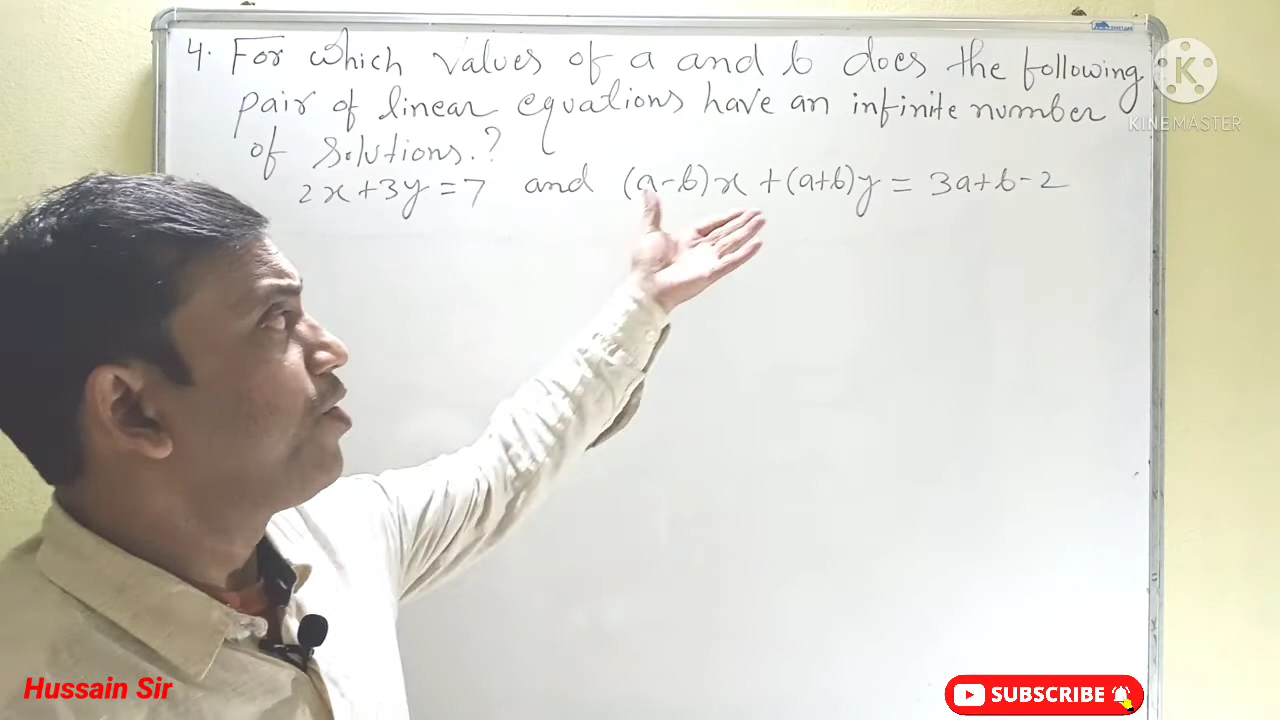 4. For which values of a and b does the following
pair of linear equations have an infinite number
of solutions.?
2x+3y=7 and (a-b)x+(a+b)y=3a+b-2
K
KINEMASTER
Hussain Sir
SUBSCRIBE